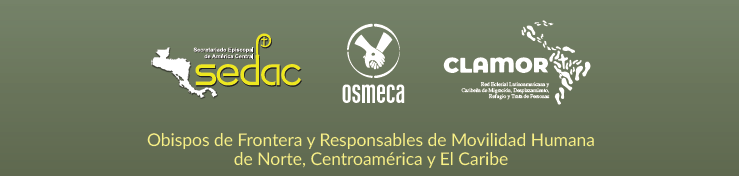 Secretariado Episcopal
de América Central
sedac
osmeca
CLAMOR
Red Eclesial Latinoamericana y
Caribeña de Migración, Desplazamiento,
Refugio y Trata de Personas
Obispos de Frontera y Responsables de Movilidad Humana
de Norte, Centroamérica y El Caribe